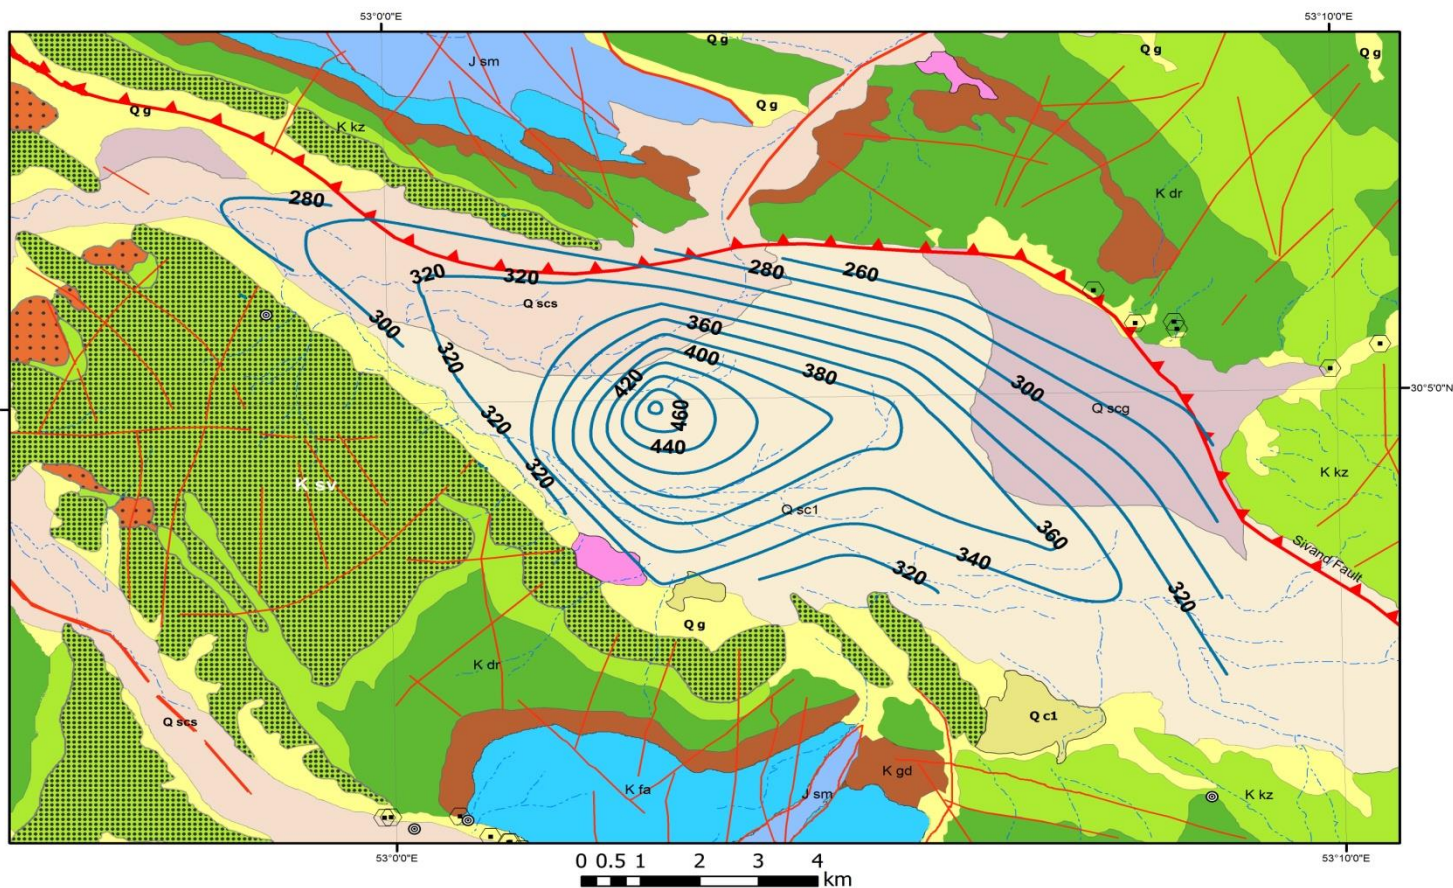 53°0'0"E
53°10'0"E
Q g
Q g
Q g
J sm
Q g
Q g
K kz
K dr
280
320
320
280
260
Q scs
300
360
320
400
380
420
300
30°5'0"N
320
460
Q scg
440
320
K kz
K sv
Q sc1
360
Sivand Fault
340
320
320
Q g
K dr
Q scs
Q c1
K gd
K fa
J sm
K kz
53°0'0"E
53°10'0"E
0 0.5 1 2 3 4
km